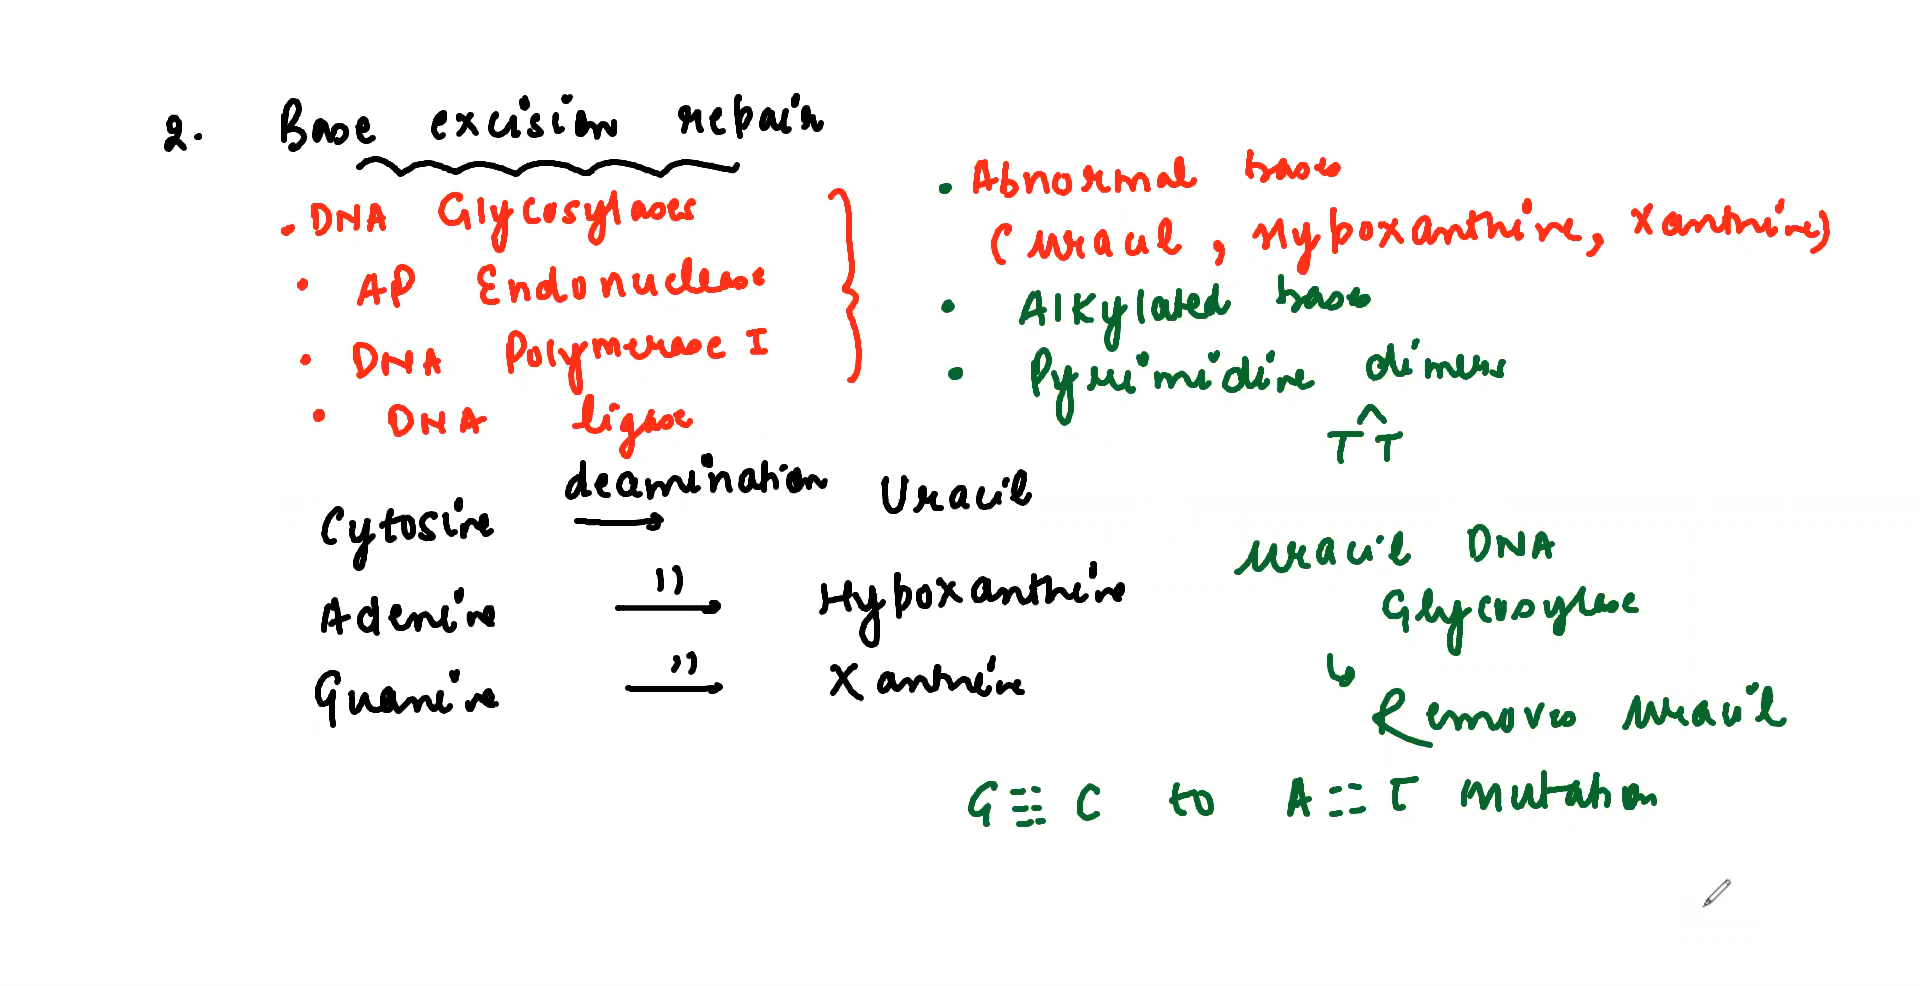 2. Base excision repair
• DNA Glycosylases
• AP Endonuclease
• DNA Polymerase I
• DNA ligase
• Abnormal bases
(uracil, Hypoxanthine, Xanthine)
• Alkylated bases
• Pyrimidine dimers
T^T
Cytosine deamination → Uracil
Adenine ,, → Hypoxanthine
Guanine ,, → Xanthine
Uracil DNA
Glycosylase
↳ Removes uracil
G≡C to A=T mutation